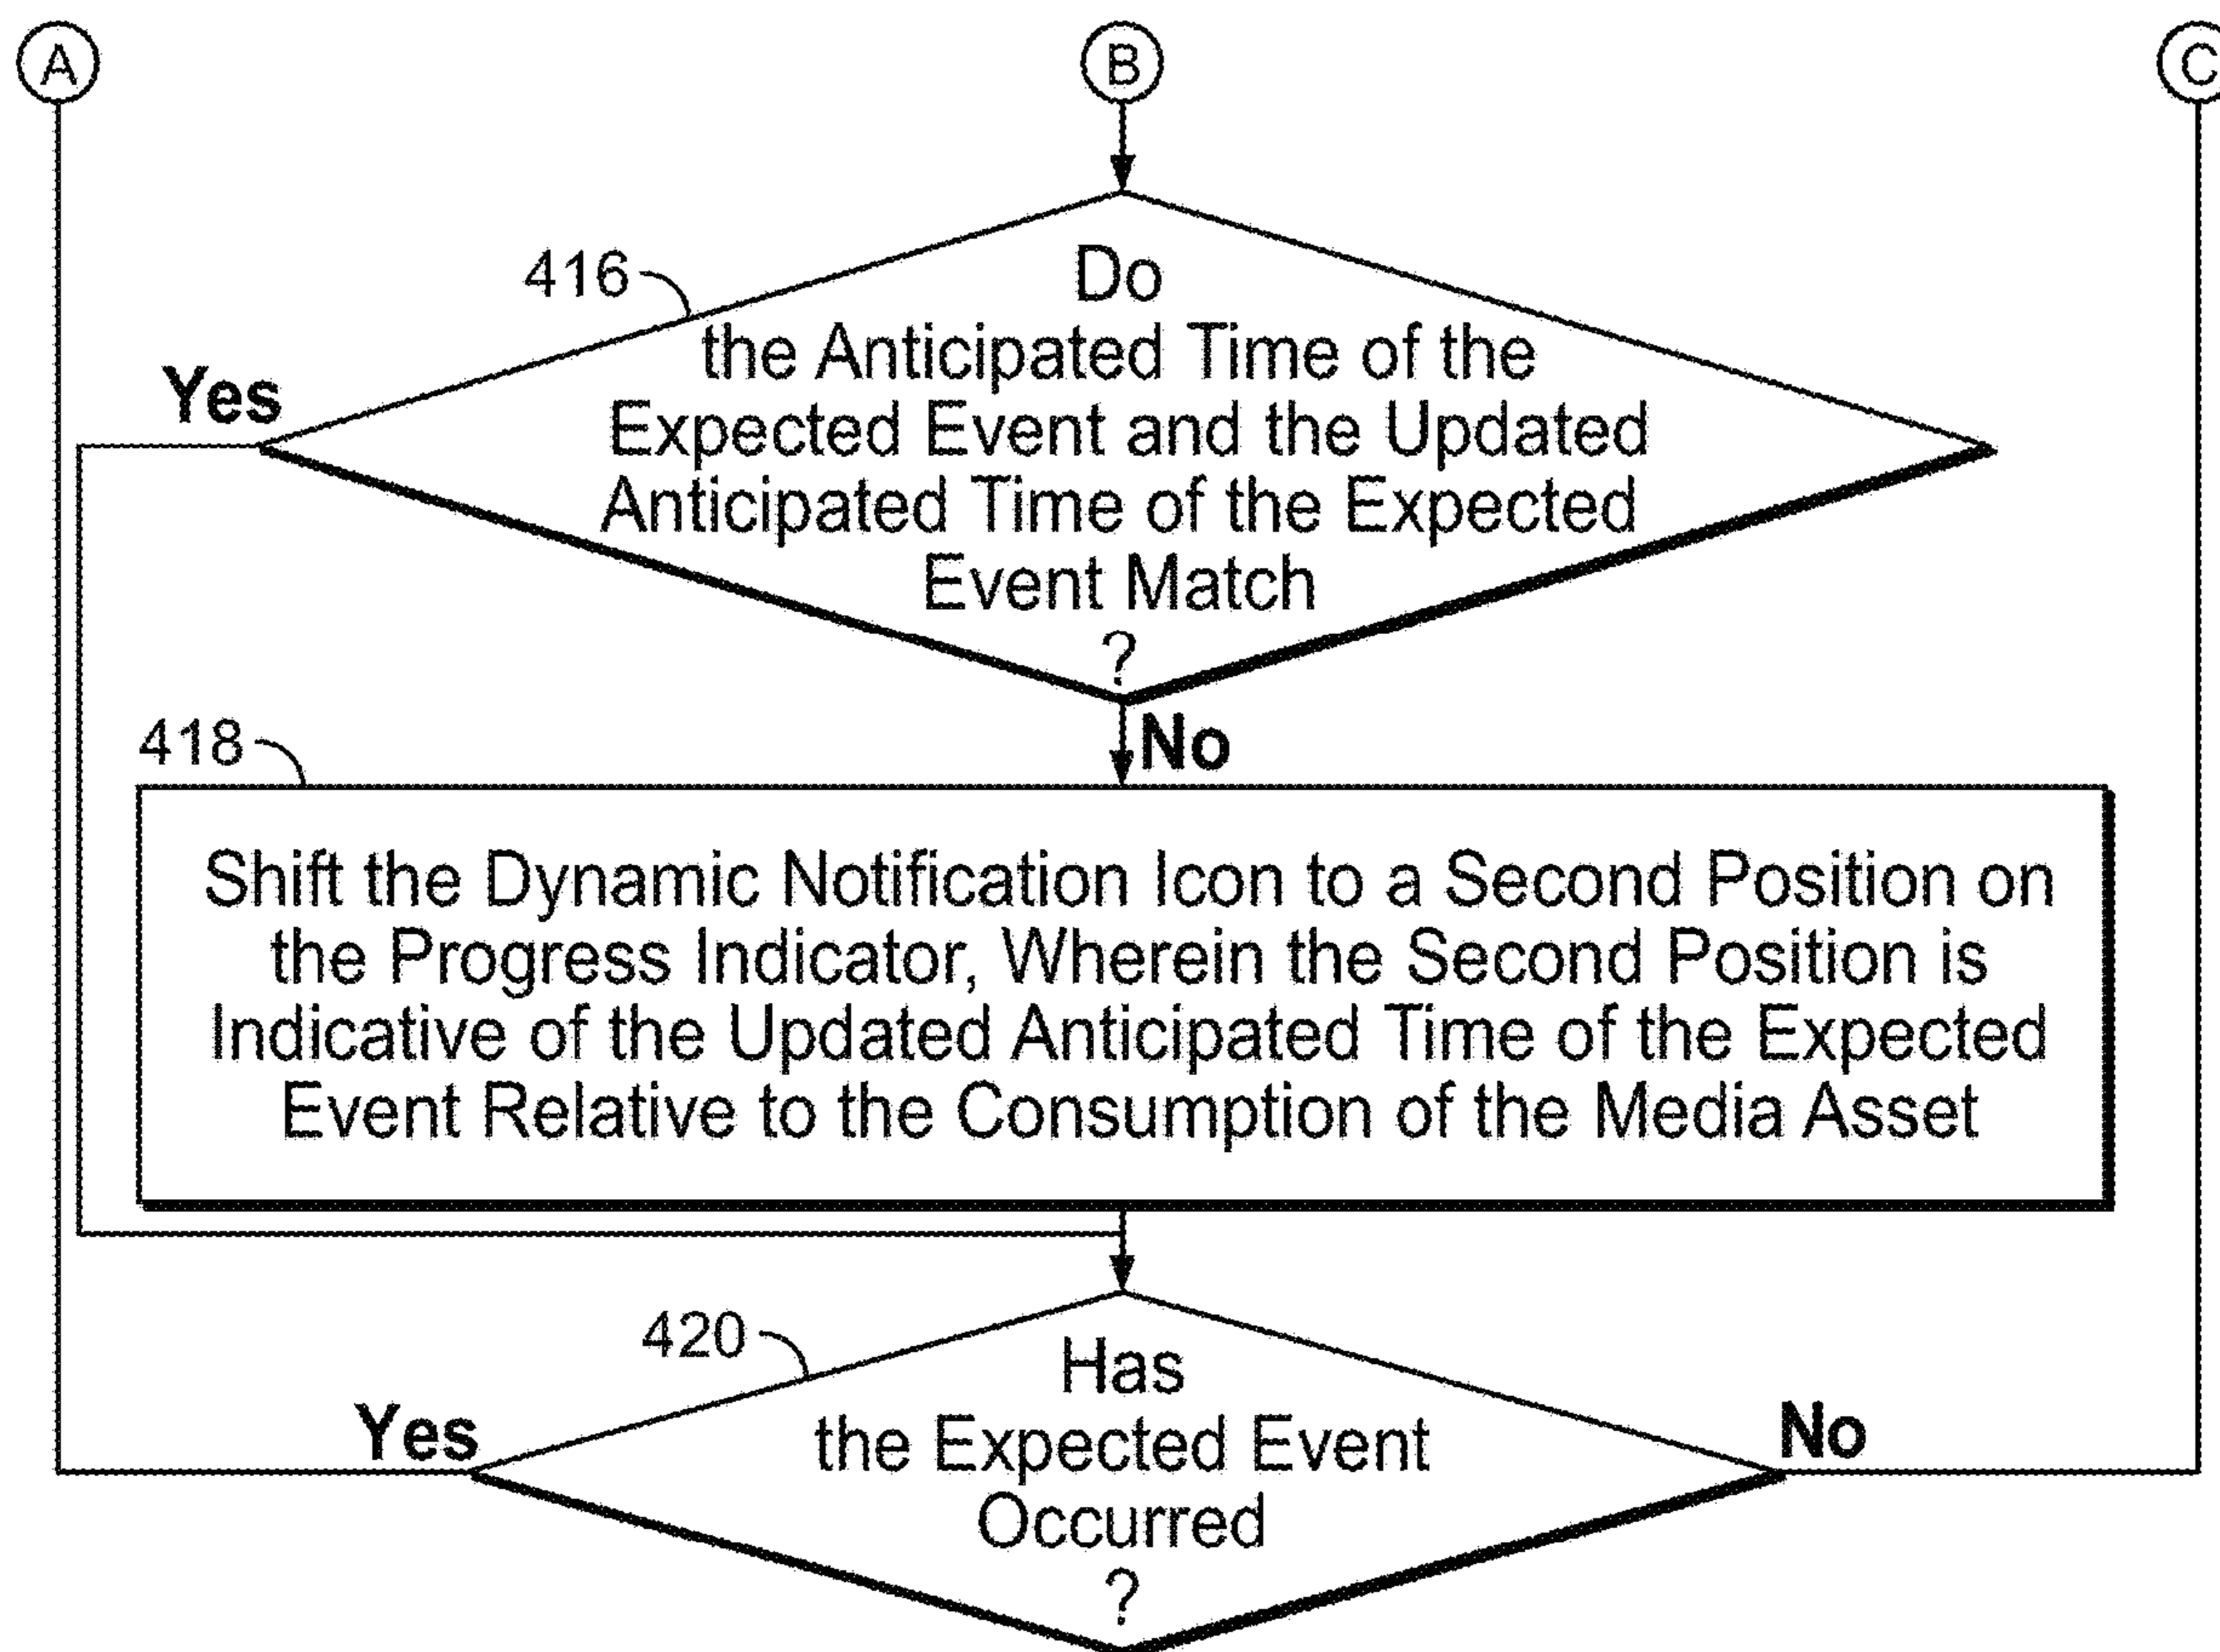 A
B
C
416
Do
the Anticipated Time of the
Expected Event and the Updated
Anticipated Time of the Expected
Event Match
?
Yes
No
418
Shift the Dynamic Notification Icon to a Second Position on
the Progress Indicator, Wherein the Second Position is
Indicative of the Updated Anticipated Time of the Expected
Event Relative to the Consumption of the Media Asset
420
Has
the Expected Event
Occurred
?
Yes
No